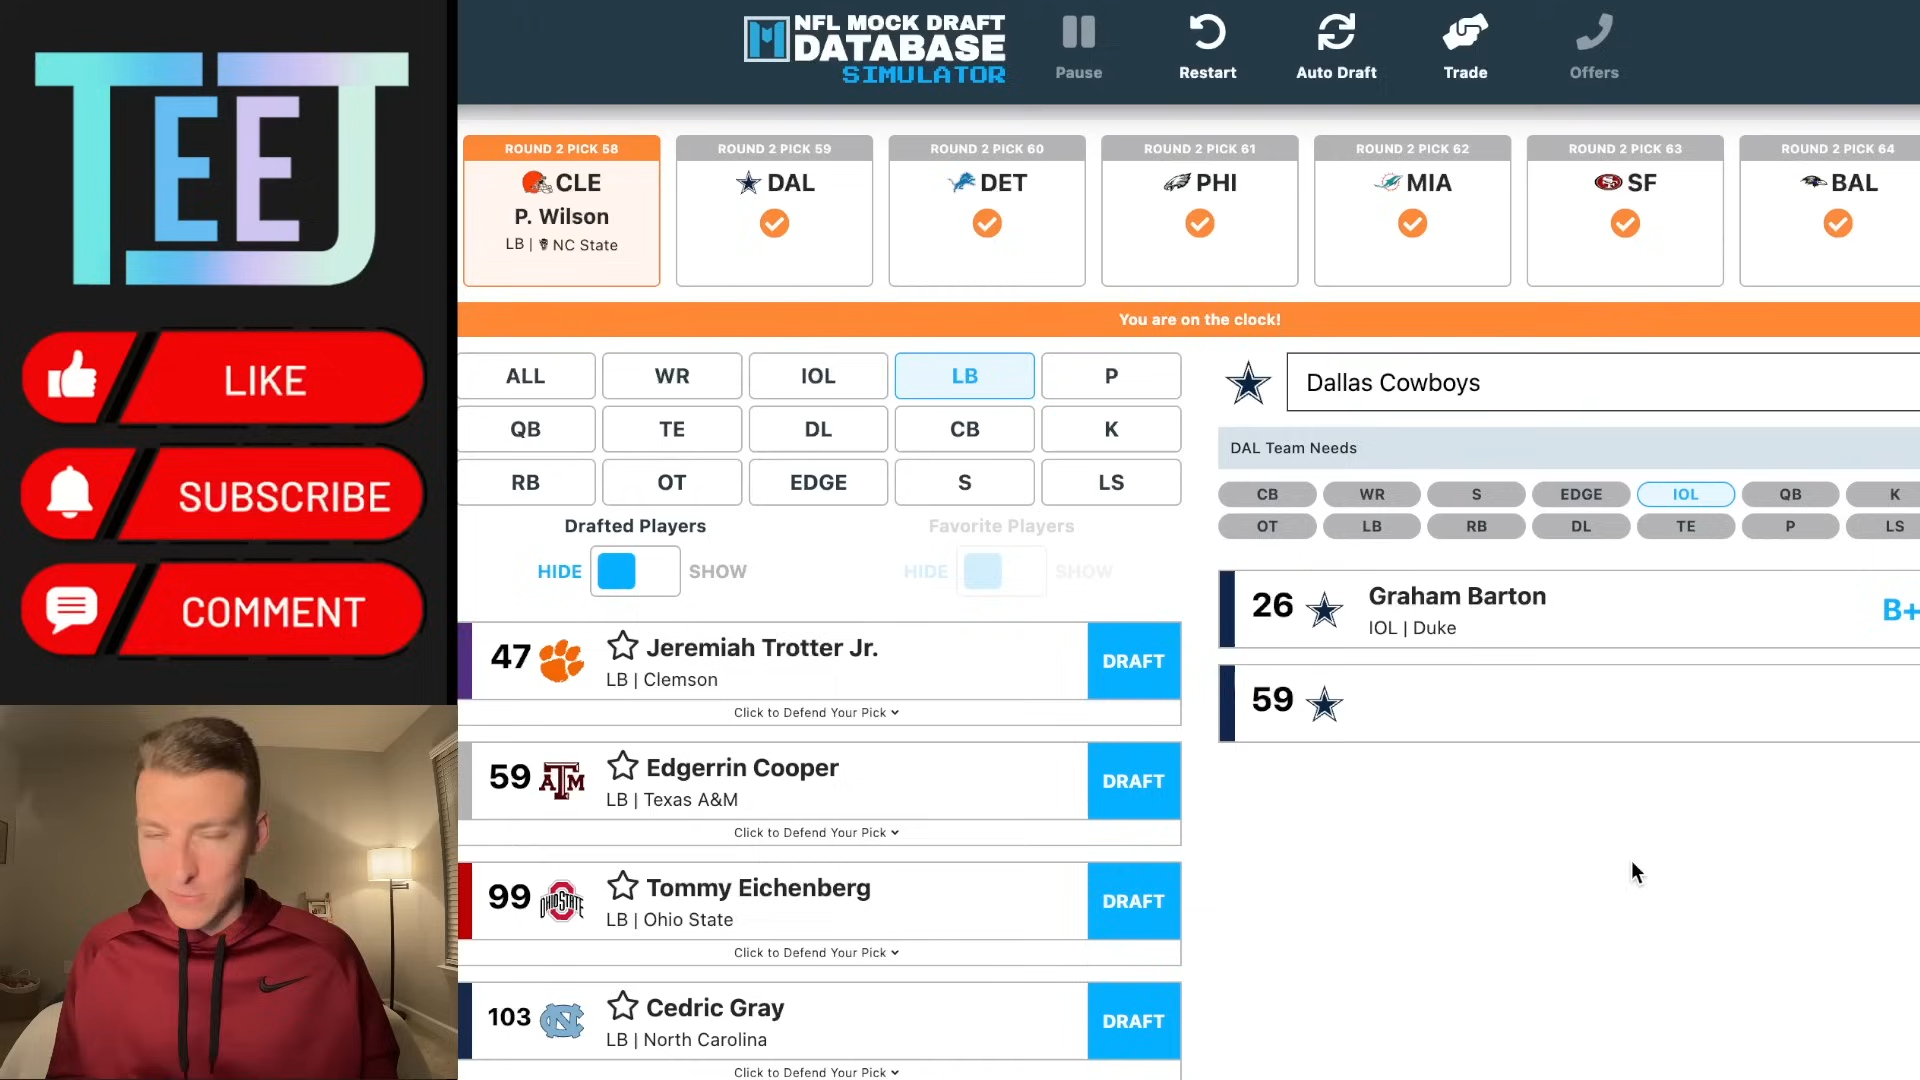 TEEJ
LIKE
SUBSCRIBE
COMMENT
NFL MOCK DRAFT
DATABASE
SIMULATOR
Pause
Restart
Auto Draft
Trade
Offers
ROUND 2 PICK 58
CLE
P. Wilson
LB | NC State
ROUND 2 PICK 59
DAL
ROUND 2 PICK 60
DET
ROUND 2 PICK 61
PHI
ROUND 2 PICK 62
MIA
ROUND 2 PICK 63
SF
ROUND 2 PICK 64
BAL
You are on the clock!
ALL WR IOL LB P
QB TE DL CB K
RB OT EDGE S LS
Drafted Players
HIDE SHOW
Favorite Players
HIDE SHOW
47 Jeremiah Trotter Jr. DRAFT
LB | Clemson
Click to Defend Your Pick
59 ATM Edgerrin Cooper DRAFT
LB | Texas A&M
Click to Defend Your Pick
99 OHIO STATE Tommy Eichenberg DRAFT
LB | Ohio State
Click to Defend Your Pick
103 NC Cedric Gray DRAFT
LB | North Carolina
Click to Defend Your Pick
Dallas Cowboys
DAL Team Needs
CB WR S EDGE IOL QB K
OT LB RB DL TE P LS
26 Graham Barton B+
IOL | Duke
59